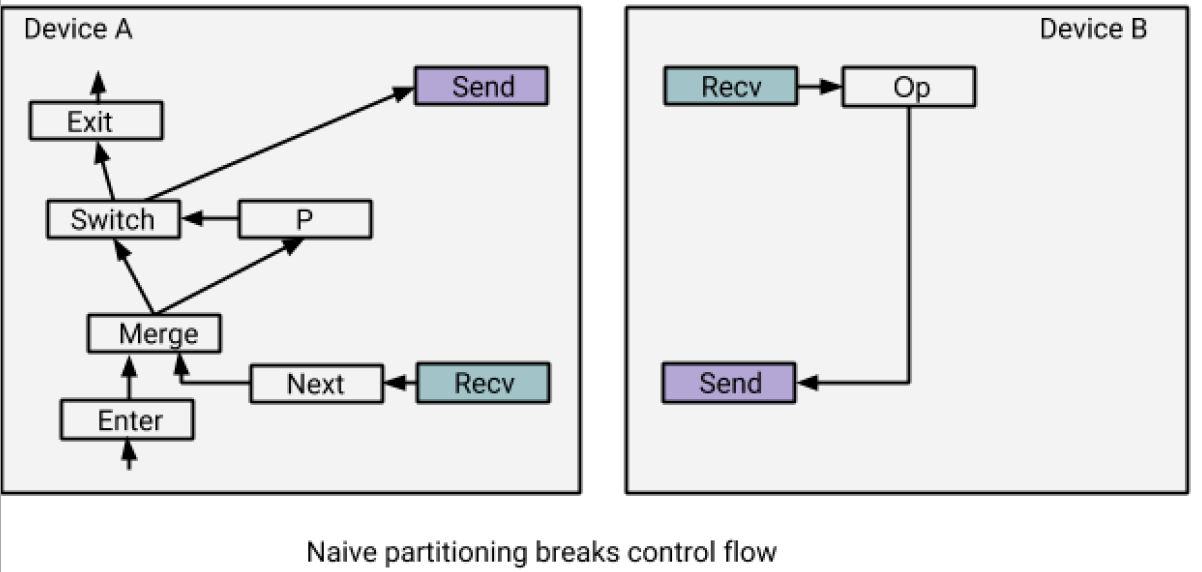 Device A
Send
Exit
Switch
P
Merge
Next
Recv
Enter
Device B
Recv
Op
Send
Naive partitioning breaks control flow